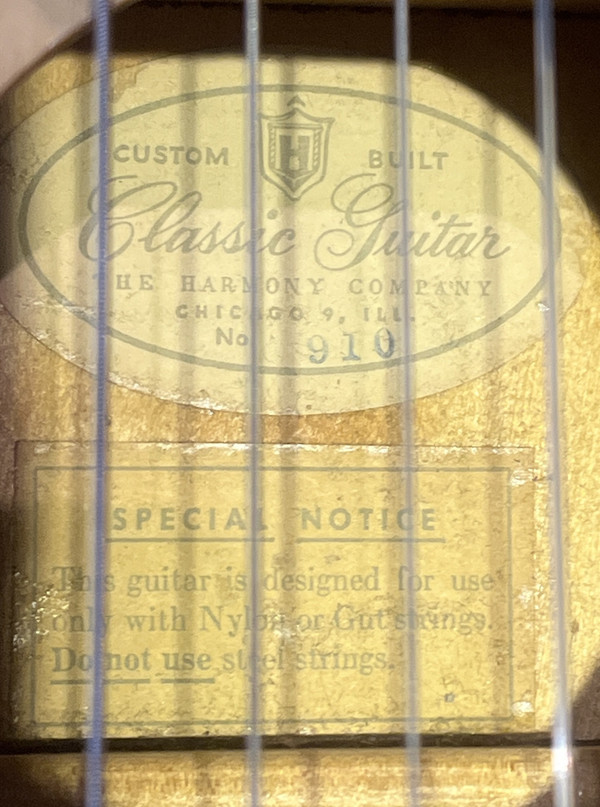 H
CUSTOM BUILT
Classic Guitar
THE HARMONY COMPANY
CHICAGO 9, ILL.
No. 910
SPECIAL NOTICE
This guitar is designed for use
only with Nylon or Gut strings.
Do not use steel strings.